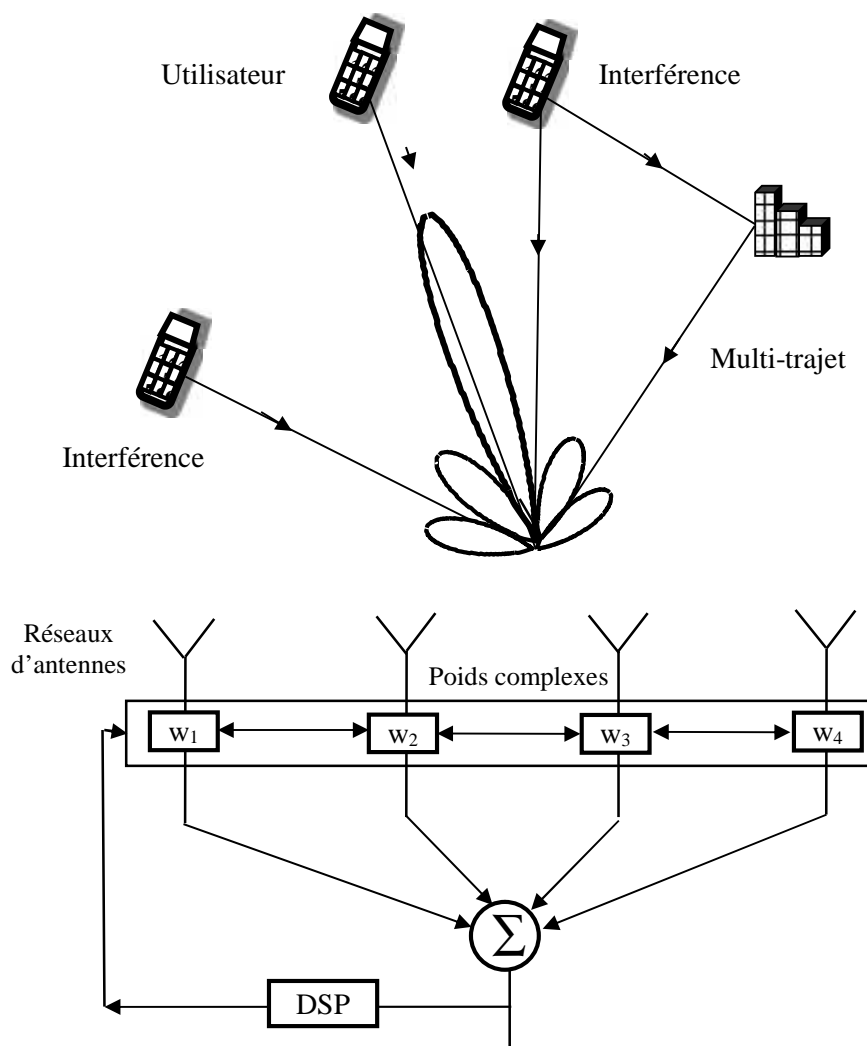 Utilisateur
Interférence
Multi-trajet
Interférence
Réseaux
d'antennes
Poids complexes
w1
w2
w3
w4
Σ
DSP